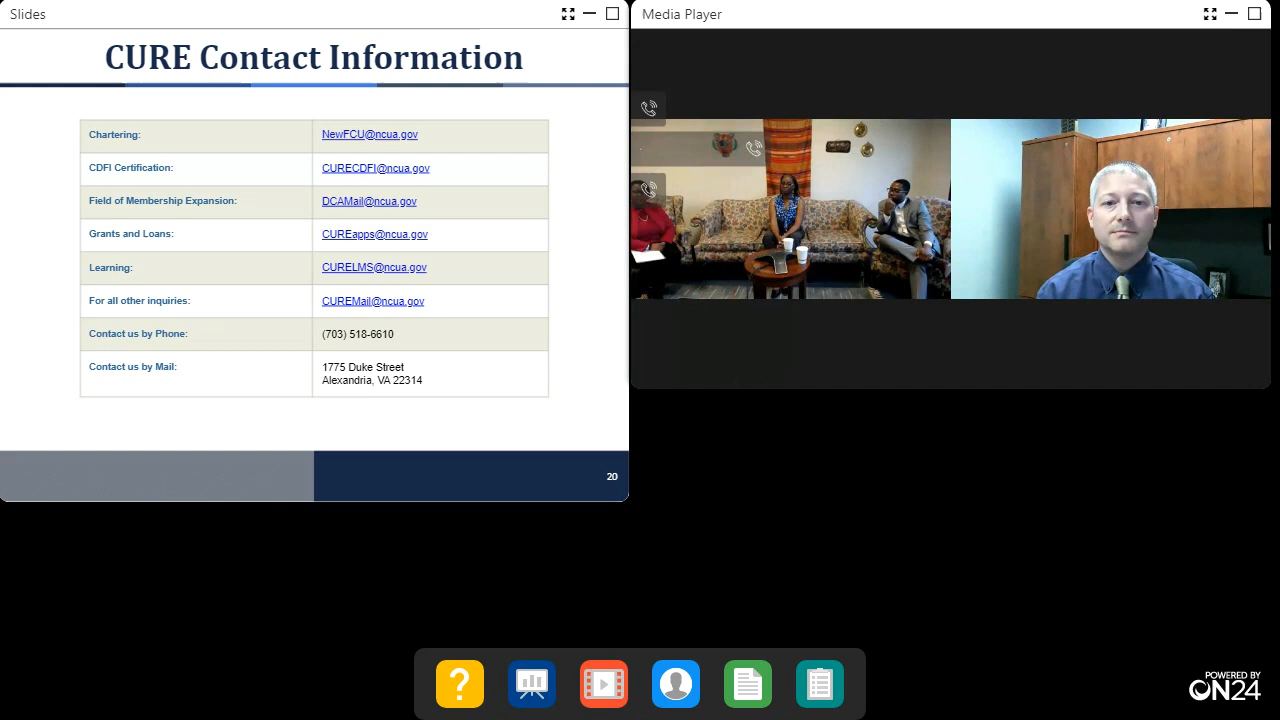 Slides
Media Player
CURE Contact Information
Chartering: NewFCU@ncua.gov
CDFI Certification: CURECDFI@ncua.gov
Field of Membership Expansion: DCAMail@ncua.gov
Grants and Loans: CUREapps@ncua.gov
Learning: CURELMS@ncua.gov
For all other inquiries: CUREMail@ncua.gov
Contact us by Phone: (703) 518-6610
Contact us by Mail: 1775 Duke Street
Alexandria, VA 22314
20
?
POWERED BY
ON24